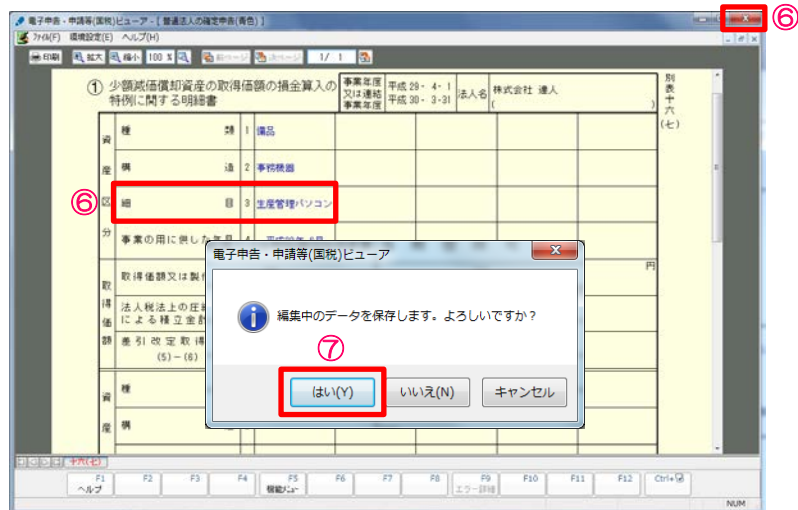 電子申告・申請等(国税)ビューア - [ 普通法人の確定申告(青色) ]
⑥
ファイル(F) 環境設定(E) ヘルプ(H)
印刷 拡大 縮小 100 % 前ページ 次ページ 1/ 1
① 少額減価償却資産の取得価額の損金算入の
特例に関する明細書
事業年度
又は連結
事業年度
平成 29・ 4・ 1
平成 30・ 3・31
法人名
株式会社 達人
( )
別表十六(七)
資産区分
種 類 1 備品
構 造 2 事務機器
⑥
細 目 3 生産管理パソコン
事業の用に供した年月 4
取得価額
取得価額又は製作
円
法人税法上の圧
による積立金
差引改定取得
(5)-(6)
資産
種
構
電子申告・申請等(国税)ビューア
編集中のデータを保存します。よろしいですか？
⑦
はい(Y) いいえ(N) キャンセル
十六(七)
F1 F2 F3 F4 F5 F6 F7 F8 F9 F10 F11 F12 Ctrl+
ヘルプ 機能メニュー エラー詳細
NUM